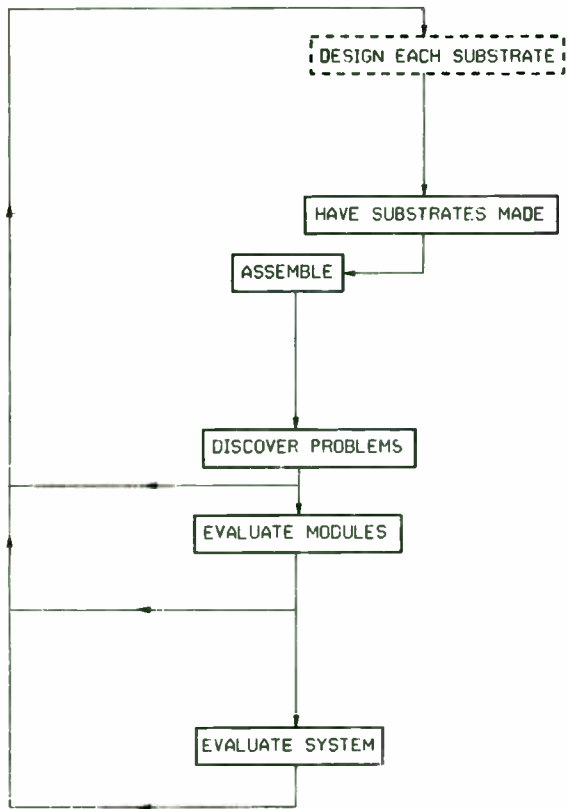 DESIGN EACH SUBSTRATE
HAVE SUBSTRATES MADE
ASSEMBLE
DISCOVER PROBLEMS
EVALUATE MODULES
EVALUATE SYSTEM